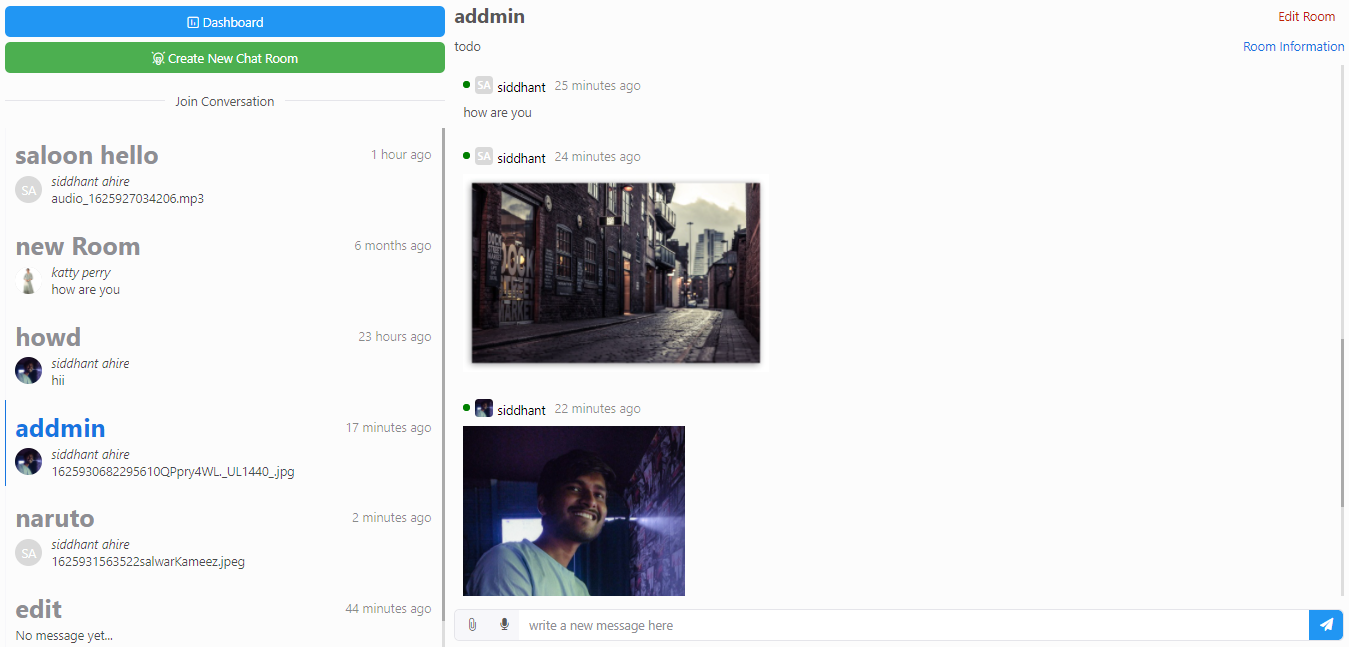 Dashboard
Create New Chat Room
Join Conversation
saloon hello
1 hour ago
SA
siddhant ahire
audio_1625927034206.mp3
new Room
6 months ago
katty perry
how are you
howd
23 hours ago
siddhant ahire
hii
addmin
17 minutes ago
siddhant ahire
1625930682295610QPpry4WL._UL1440_.jpg
naruto
2 minutes ago
SA
siddhant ahire
1625931563522salwarKameez.jpeg
edit
44 minutes ago
No message yet...
addmin
Edit Room
todo
Room Information
SA siddhant 25 minutes ago
how are you
SA siddhant 24 minutes ago
MARKET
siddhant 22 minutes ago
write a new message here